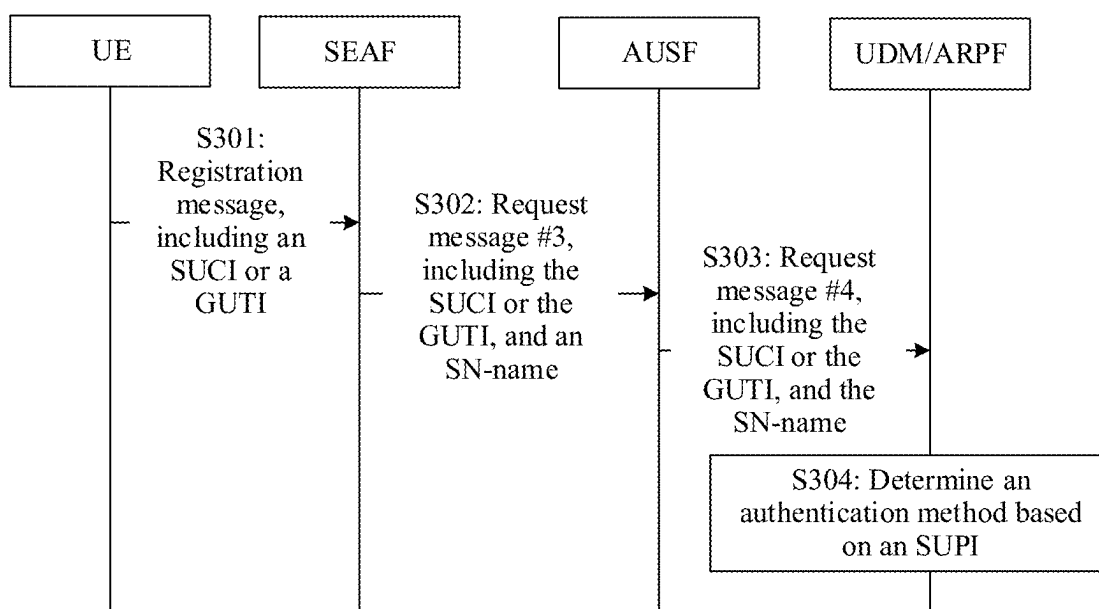 UE
SEAF
AUSF
UDM/ARPF
S301:
Registration
message,
including an
SUCI or a
GUTI
S302: Request
message #3,
including the
SUCI or the
GUTI, and an
SN-name
S303: Request
message #4,
including the
SUCI or the
GUTI, and the
SN-name
S304: Determine an
authentication method based
on an SUPI